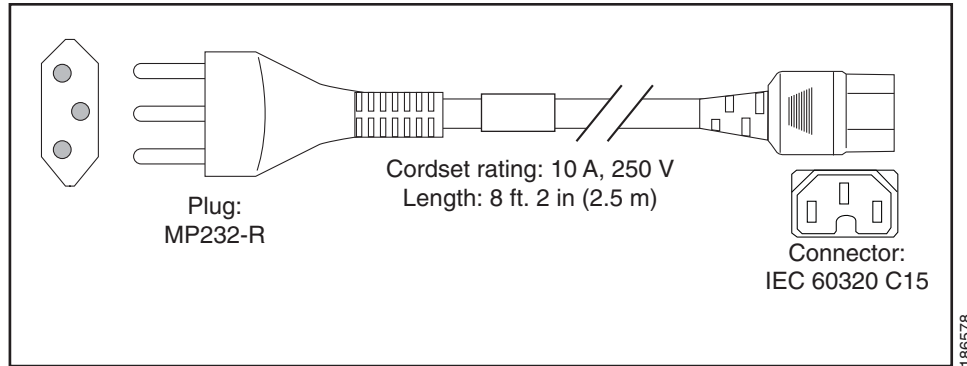 Cordset rating: 10 A, 250 V
Length: 8 ft. 2 in (2.5 m)
Plug:
MP232-R
Connector:
IEC 60320 C15
186578